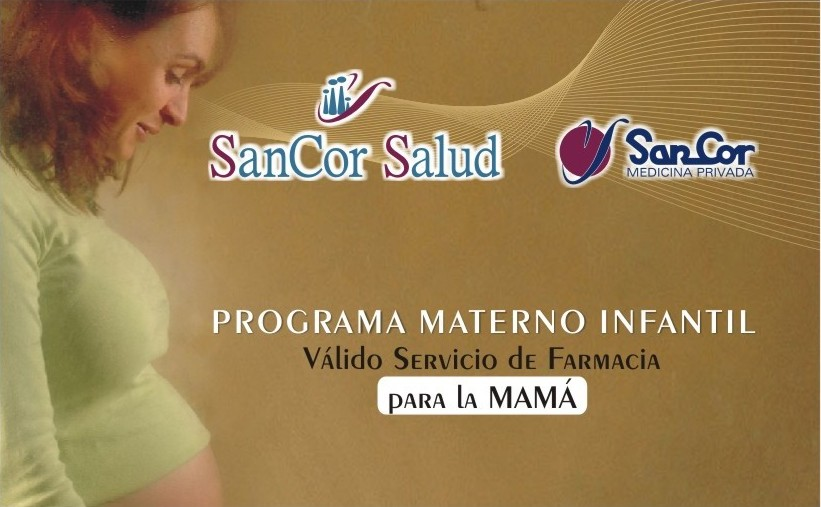 SanCor Salud
SanCor
MEDICINA PRIVADA
PROGRAMA MATERNO INFANTIL
Válido Servicio de Farmacia
para la MAMÁ